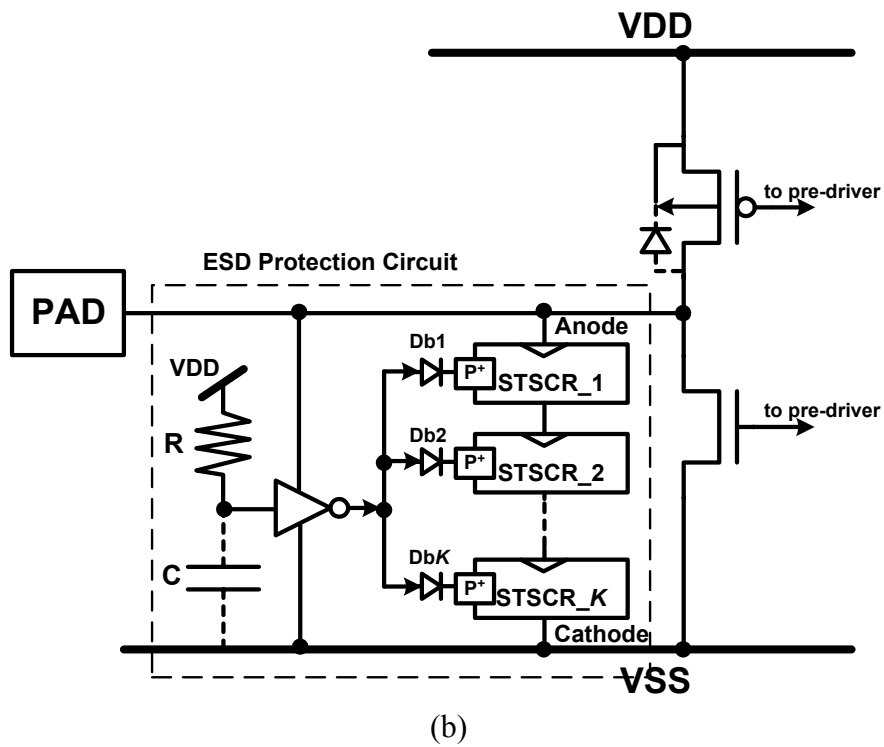 VDD
to pre-driver
ESD Protection Circuit
PAD
Anode
Db1
P+
STSCR_1
VDD
R
Db2
P+
STSCR_2
to pre-driver
C
DbK
P+
STSCR_K
Cathode
VSS
(b)